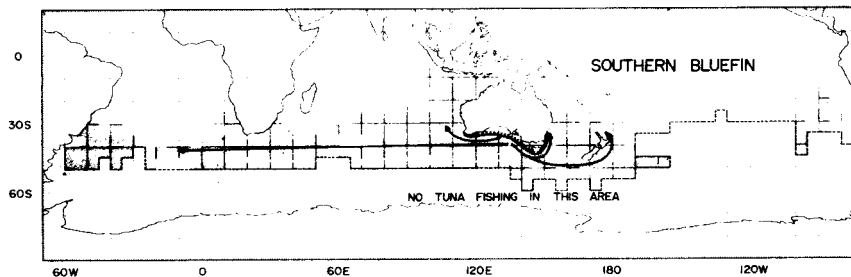 0
SOUTHERN BLUEFIN
30S
60S
NO TUNA FISHING IN THIS AREA
60W 0 60E 120E 180 120W